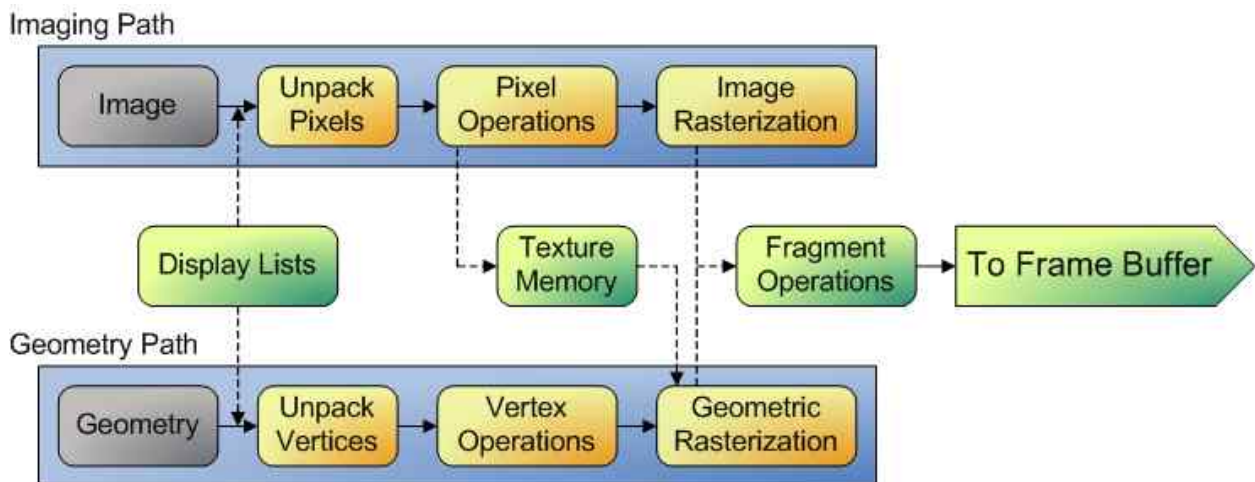 Imaging Path
Image
Unpack
Pixels
Pixel
Operations
Image
Rasterization
Display Lists
Texture
Memory
Fragment
Operations
To Frame Buffer
Geometry Path
Geometry
Unpack
Vertices
Vertex
Operations
Geometric
Rasterization